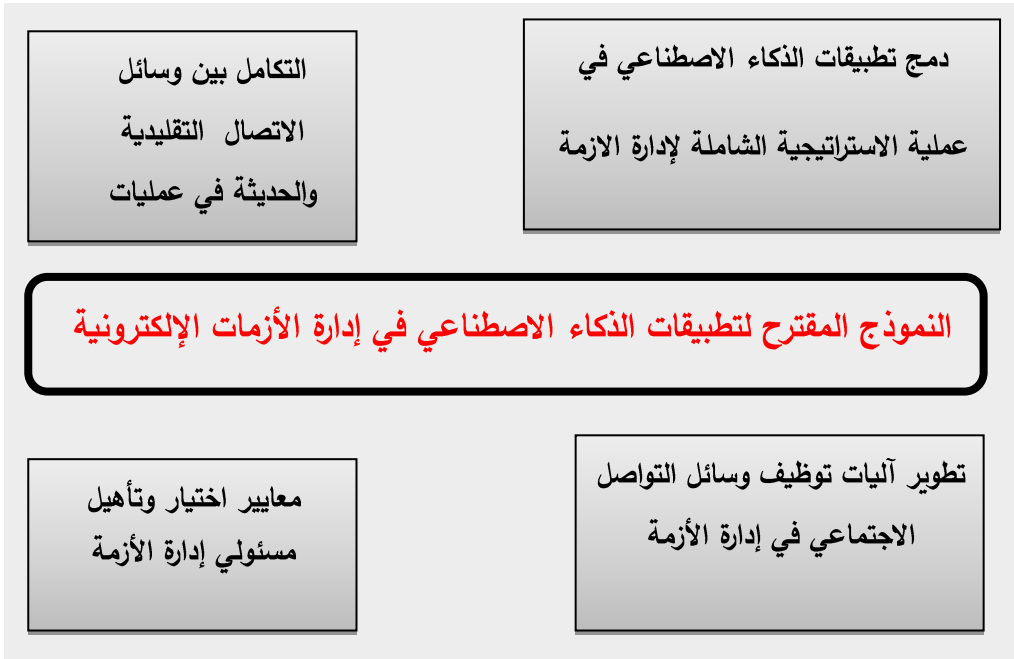 دمج تطبيقات الذكاء الاصطناعي في
عملية الاستراتيجية الشاملة لإدارة الازمة
التكامل بين وسائل
الاتصال التقليدية
والحديثة في عمليات
النموذج المقترح لتطبيقات الذكاء الاصطناعي في إدارة الأزمات الإلكترونية
تطوير آليات توظيف وسائل التواصل
الاجتماعي في إدارة الأزمة
معايير اختيار وتأهيل
مسئولي إدارة الأزمة